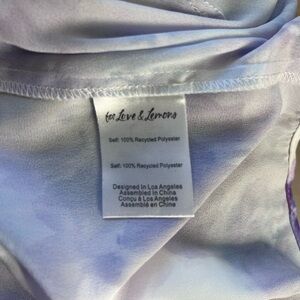 for Love & Lemons
Self: 100% Recycled Polyester
Self: 100% Recycled Polyester
Designed in Los Angeles
Assembled in China
Conçu à Los Angeles
Assemblé en Chine